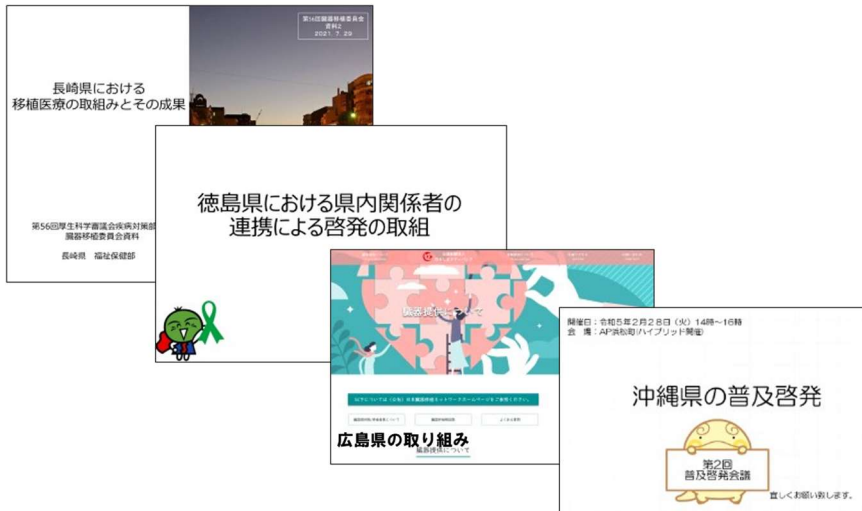 第56回臓器移植委員会
資料2
2021.7.29
長崎県における
移植医療の取組みとその成果
第56回厚生科学審議会疾病対策部
臓器移植委員会資料
長崎県 福祉保健部
徳島県における県内関係者の
連携による啓発の取組
臓器提供について
広島県の取り組み
臓器提供について
よくある質問
開催日:令和5年2月28日(火)14時~16時
会 場:AP浜松町(ハイブリッド開催)
沖縄県の普及啓発
第2回
普及啓発会議
宜しくお願い致します。